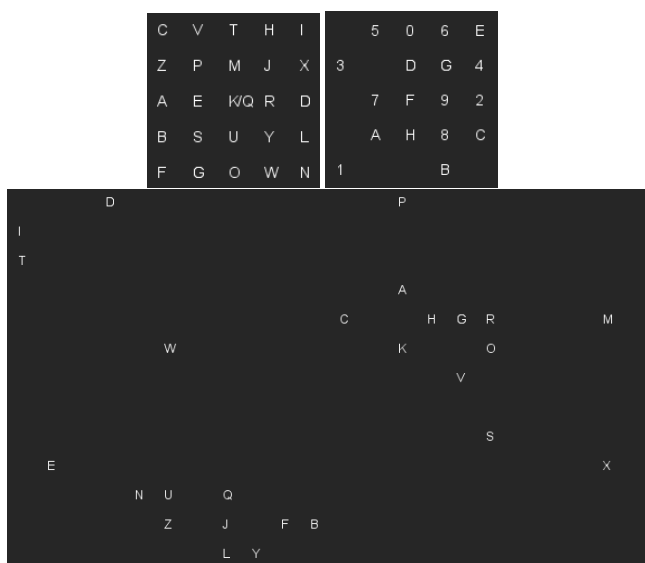 C V T H I
Z P M J X
A E K/Q R D
B S U Y L
F G O W N
5 0 6 E
3 D G 4
7 F 9 2
A H 8 C
1 B
D P
I
T
A
C H G R M
W K O
V
S
E X
N U Q
Z J F B
L Y